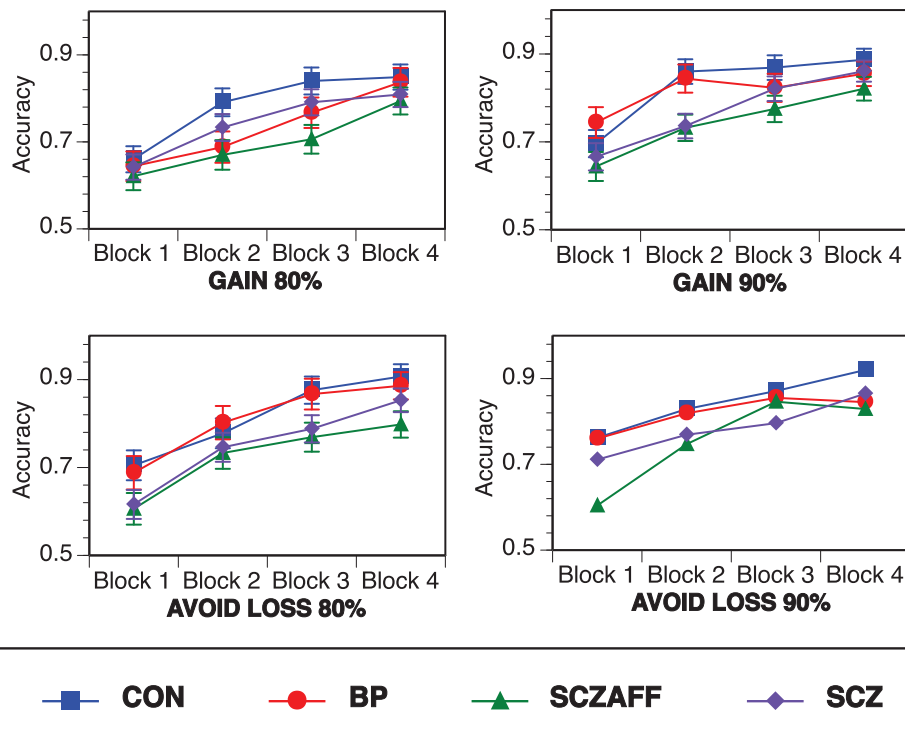 Accuracy
0.9
0.7
0.5
Block 1 Block 2 Block 3 Block 4
GAIN 80%
Accuracy
0.9
0.7
0.5
Block 1 Block 2 Block 3 Block 4
GAIN 90%
Accuracy
0.9
0.7
0.5
Block 1 Block 2 Block 3 Block 4
AVOID LOSS 80%
Accuracy
0.9
0.7
0.5
Block 1 Block 2 Block 3 Block 4
AVOID LOSS 90%
CON BP SCZAFF SCZ